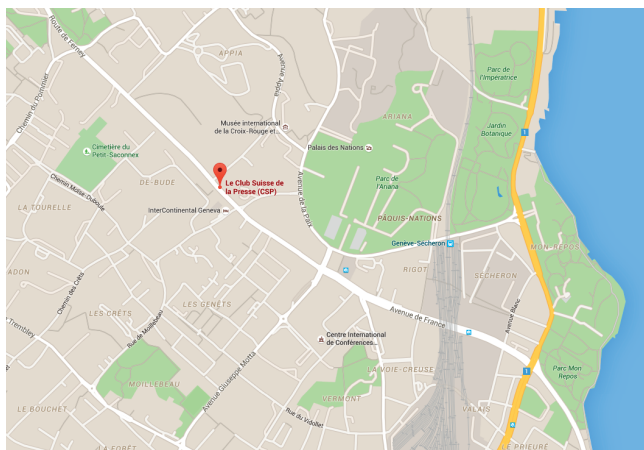 Route de Ferney
APPIA
Avenue Appia
Parc de
l'Impératrice
1
Chemin du Pommier
Musée international
de la Croix-Rouge et...
ARIANA
Jardin
Botanique
Cimetière du
Petit-Saconnex
Palais des Nations
DE-BUDÉ
Le Club Suisse de
la Presse (CSP)
Parc de
l'Ariana
Chemin Moïse-Duboule
Avenue de la Paix
LA TOURELLE
InterContinental Geneva
PÂQUIS-NATIONS
Genève-Sécheron
MON-REPOS
RIGOT
SÉCHERON
ADON
Chemin des Crêts
LES GENÊTS
LES CRÊTS
Avenue de France
Avenue Blanc
Trembley
Rue de Moillebeau
Centre International
de Conférences...
Avenue Giuseppe Motta
LA VOIE-CREUSE
1
Parc Mon
Repos
MOILLEBEAU
VERMONT
LE BOUCHET
Rue du Vidollet
VALAIS
LA FORÊT
LE PRIEURÉ